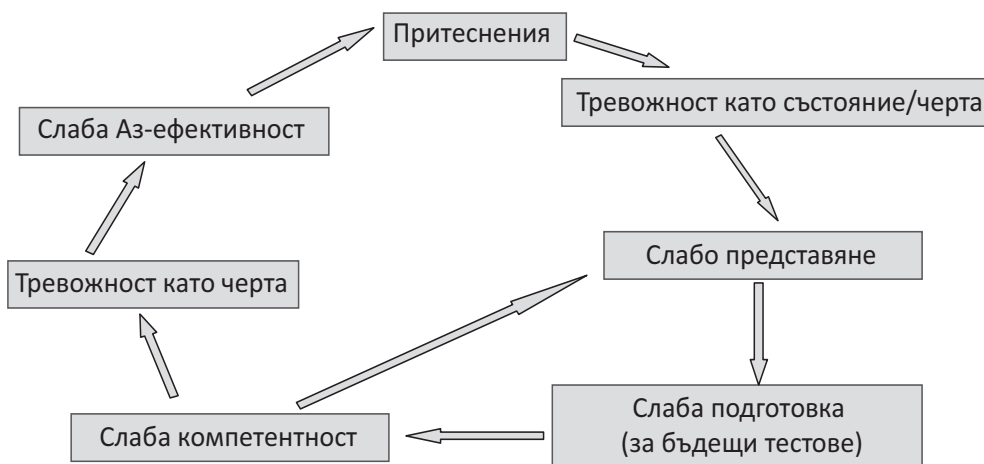 Притеснения
Тревожност като състояние/черта
Слаба Аз-ефективност
Слабо представяне
Тревожност като черта
Слаба подготовка
(за бъдещи тестове)
Слаба компетентност